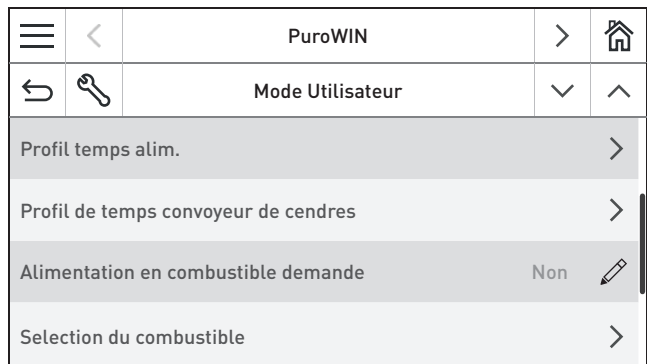 PuroWIN
Mode Utilisateur
Profil temps alim.
Profil de temps convoyeur de cendres
Alimentation en combustible demande Non
Selection du combustible